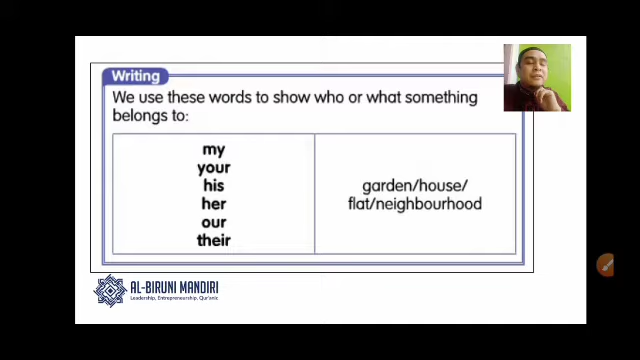 Writing
We use these words to show who or what something
belongs to:
my
your
his
her
our
their
garden/house/
flat/neighbourhood
AL-BIRUNI MANDIRI
Leadership, Entrepreneurship, Qur'anic